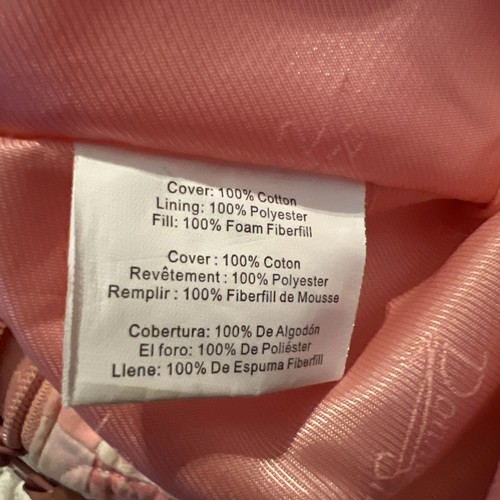 Cover: 100% Cotton
Lining: 100% Polyester
Fill: 100% Foam Fiberfill
Cover : 100% Coton
Revêtement : 100% Polyester
Remplir : 100% Fiberfill de Mousse
Cobertura: 100% De Algodón
El foro: 100% De Poliéster
Llene: 100% De Espuma Fiberfill